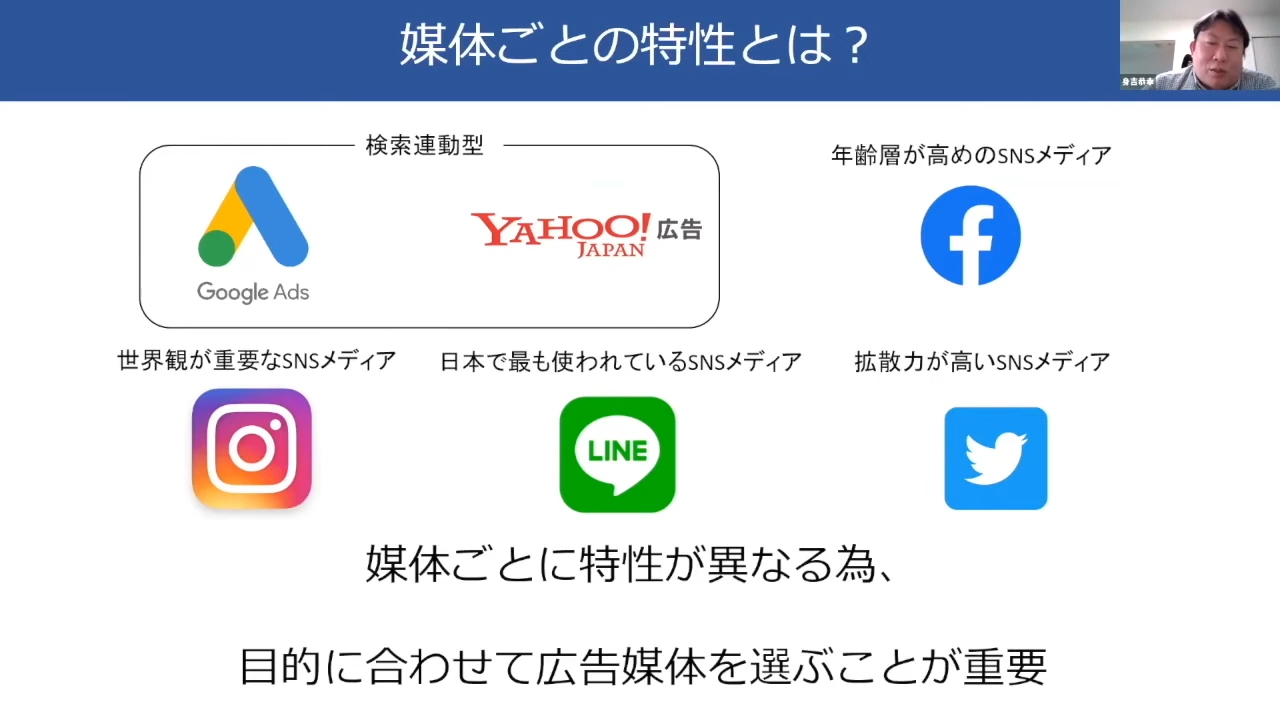 媒体ごとの特性とは？
検索連動型
Google Ads
YAHOO! JAPAN 広告
年齢層が高めのSNSメディア
世界観が重要なSNSメディア
日本で最も使われているSNSメディア
LINE
拡散力が高いSNSメディア
媒体ごとに特性が異なる為、
目的に合わせて広告媒体を選ぶことが重要